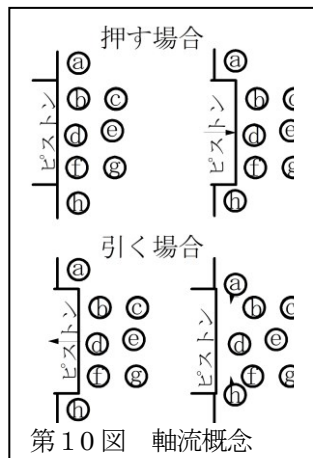 押す場合
ⓐ ⓐ
ⓑ ⓒ ⓑ ⓒ
ピストン ⓓ ⓔ ピストン ⓓ ⓔ
ⓕ ⓖ ⓕ ⓖ
ⓗ ⓗ
引く場合
ⓐ ⓐ
ⓑ ⓒ ⓑ ⓒ
ピストン ⓓ ⓔ ピストン ⓓ ⓔ
ⓕ ⓖ ⓕ ⓖ
ⓗ ⓗ
第10図 軸流概念